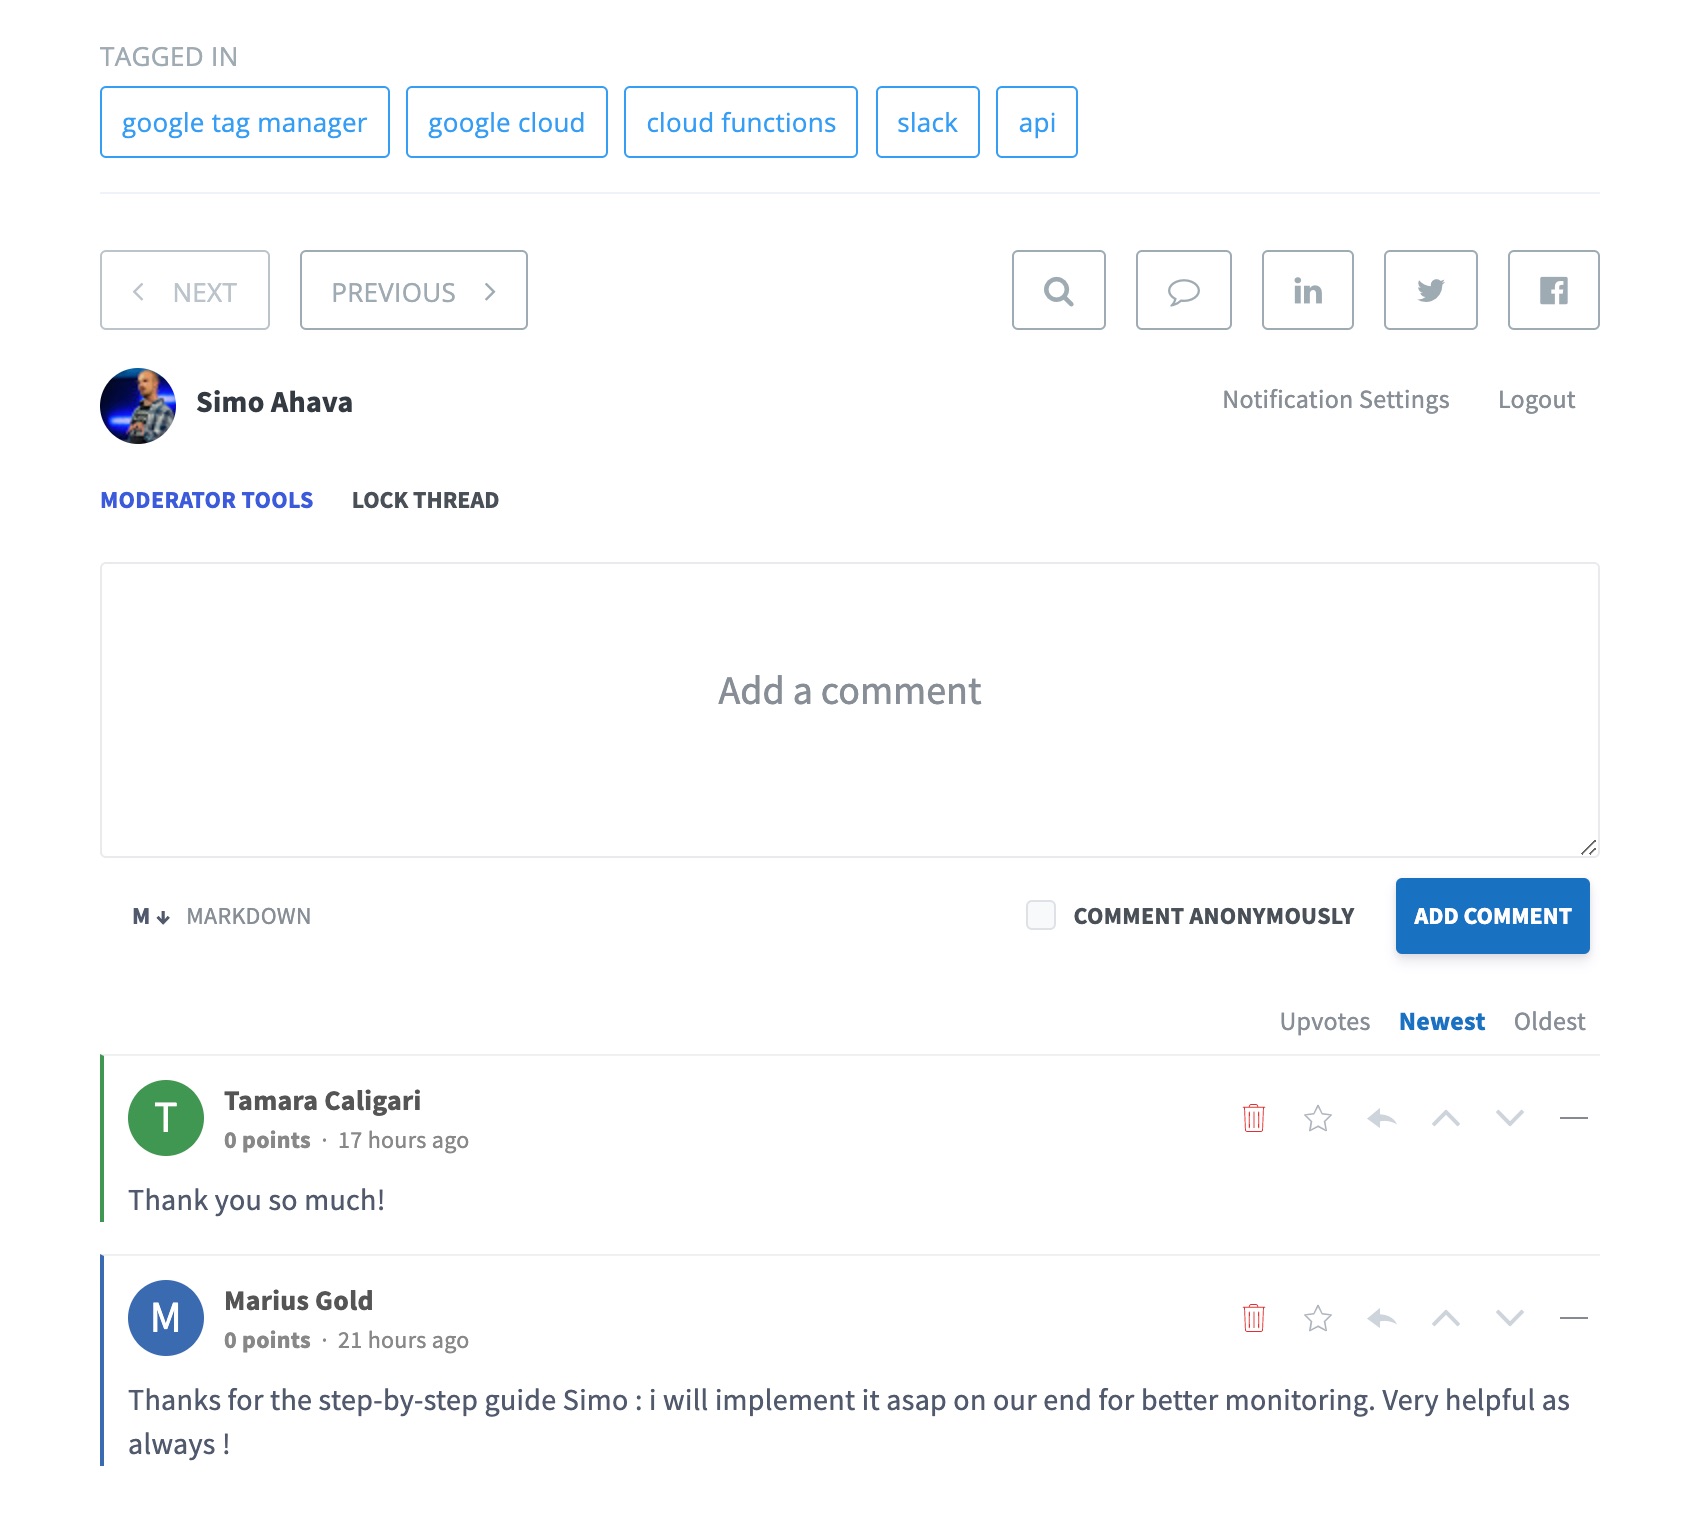 TAGGED IN
google tag manager google cloud cloud functions slack api
NEXT PREVIOUS
Simo Ahava Notification Settings Logout
MODERATOR TOOLS LOCK THREAD
Add a comment
M MARKDOWN COMMENT ANONYMOUSLY ADD COMMENT
Upvotes Newest Oldest
T Tamara Caligari
0 points · 17 hours ago
Thank you so much!
M Marius Gold
0 points · 21 hours ago
Thanks for the step-by-step guide Simo : i will implement it asap on our end for better monitoring. Very helpful as
always !